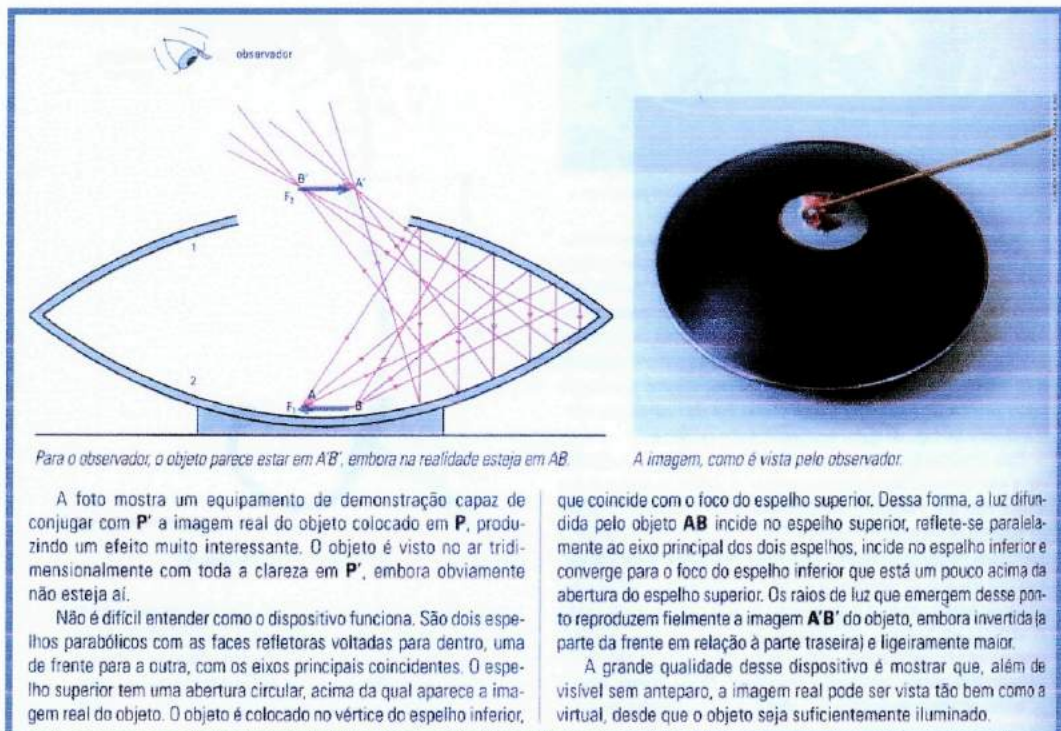 observador
B'
A'
F₂
1
2
A
F₁
B
Para o observador, o objeto parece estar em A'B', embora na realidade esteja em AB.
A imagem, como é vista pelo observador.
A foto mostra um equipamento de demonstração capaz de
conjugar com P' a imagem real do objeto colocado em P, produ-
zindo um efeito muito interessante. O objeto é visto no ar tridi-
mensionalmente com toda a clareza em P', embora obviamente
não esteja aí.
Não é difícil entender como o dispositivo funciona. São dois espe-
lhos parabólicos com as faces refletoras voltadas para dentro, uma
de frente para a outra, com os eixos principais coincidentes. O espe-
lho superior tem uma abertura circular, acima da qual aparece a ima-
gem real do objeto. O objeto é colocado no vértice do espelho inferior,
que coincide com o foco do espelho superior. Dessa forma, a luz difun-
dida pelo objeto AB incide no espelho superior, reflete-se paralela-
mente ao eixo principal dos dois espelhos, incide no espelho inferior e
converge para o foco do espelho inferior que está um pouco acima da
abertura do espelho superior. Os raios de luz que emergem desse pon-
to reproduzem fielmente a imagem A'B' do objeto, embora invertida (a
parte da frente em relação à parte traseira) e ligeiramente maior.
A grande qualidade desse dispositivo é mostrar que, além de
visível sem anteparo, a imagem real pode ser vista tão bem como a
virtual, desde que o objeto seja suficientemente iluminado.